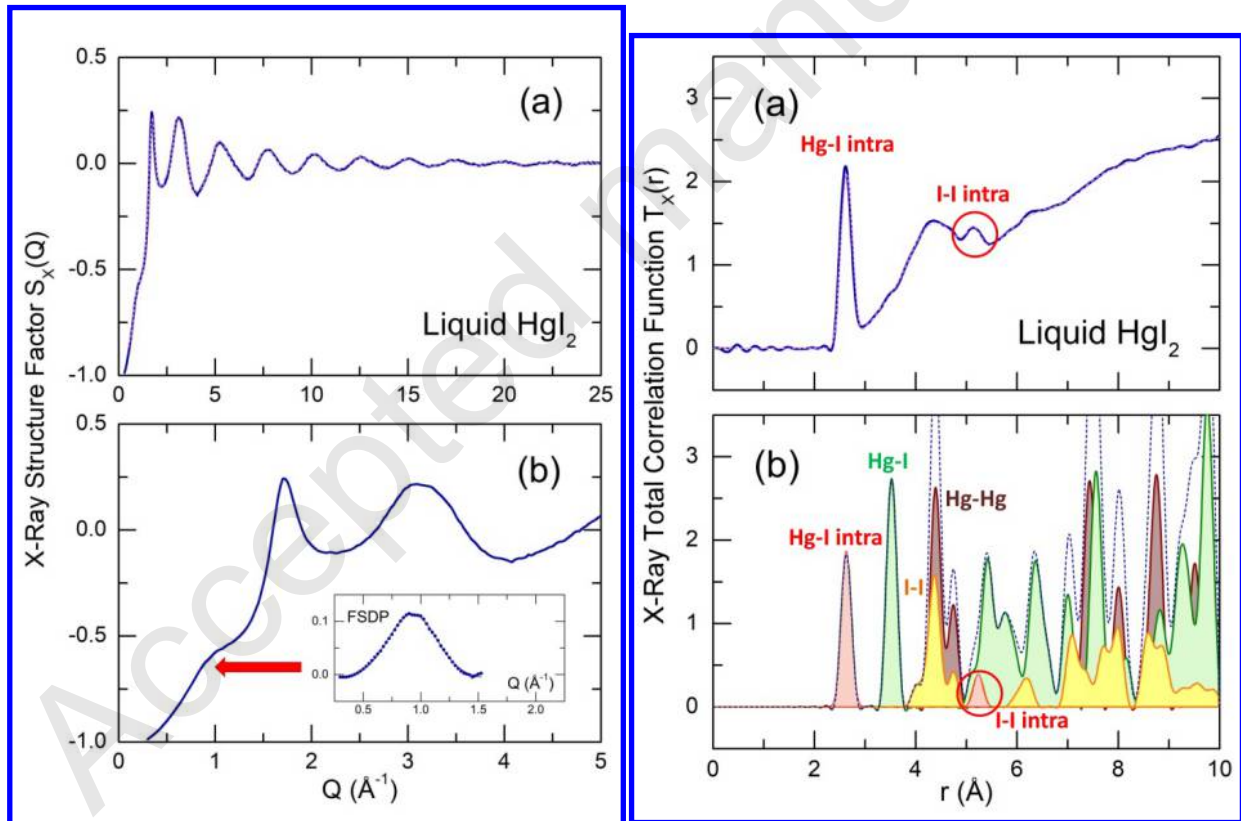 Accepted manu
X-Ray Structure Factor Sₓ(Q)
0.5
0.0
-0.5
-1.0
(a)
Liquid HgI₂
0 5 10 15 20 25
0.5
0.0
-0.5
-1.0
(b)
FSDP
0.1
0.0
0.5 1.0 1.5 2.0
Q (Å⁻¹)
0 1 2 3 4 5
Q (Å⁻¹)
X-Ray Total Correlation Function Tₓ(r)
3
2
1
0
(a)
Hg-I intra
I-I intra
Liquid HgI₂
3
2
1
0
(b)
Hg-I
Hg-Hg
Hg-I intra
I-I
I-I intra
0 2 4 6 8 10
r (Å)